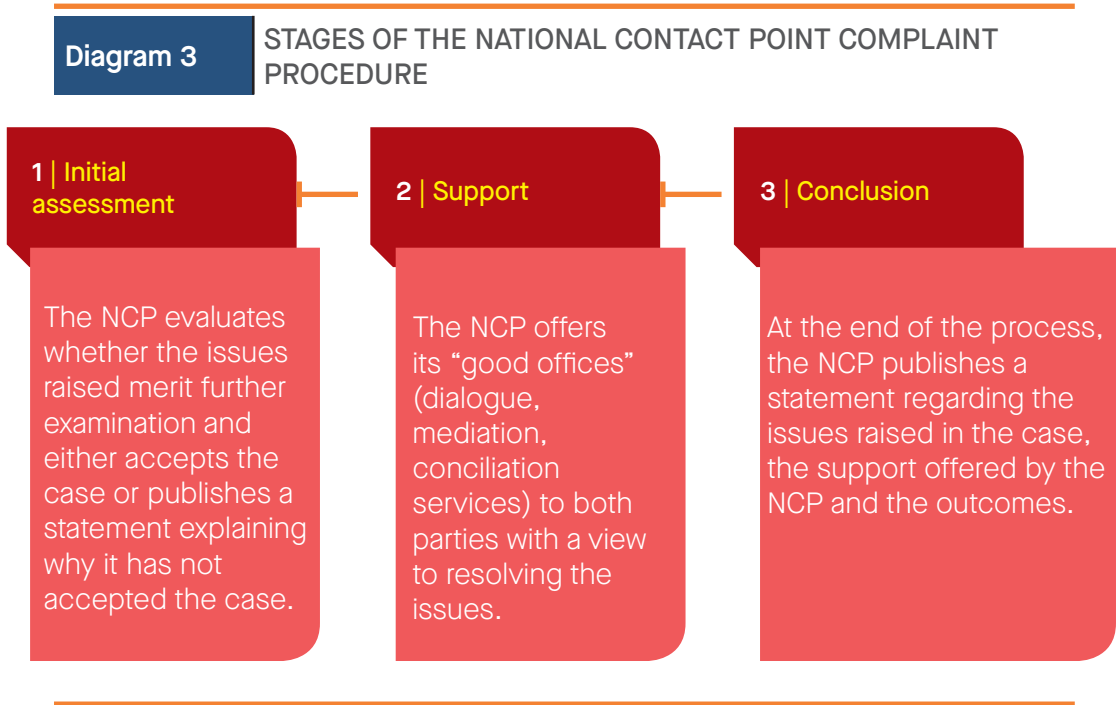 Diagram 3
STAGES OF THE NATIONAL CONTACT POINT COMPLAINT
PROCEDURE
1 | Initial
assessment
The NCP evaluates
whether the issues
raised merit further
examination and
either accepts the
case or publishes a
statement explaining
why it has not
accepted the case.
2 | Support
The NCP offers
its “good offices”
(dialogue,
mediation,
conciliation
services) to both
parties with a view
to resolving the
issues.
3 | Conclusion
At the end of the process,
the NCP publishes a
statement regarding the
issues raised in the case,
the support offered by the
NCP and the outcomes.